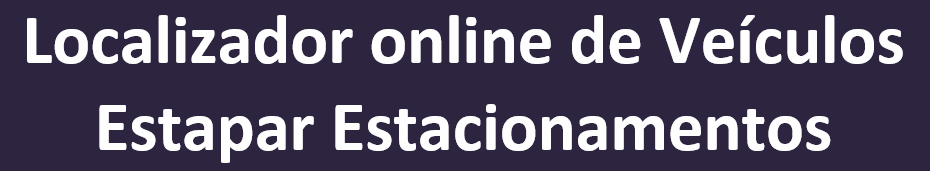 Localizador online de Veículos
Estapar Estacionamentos